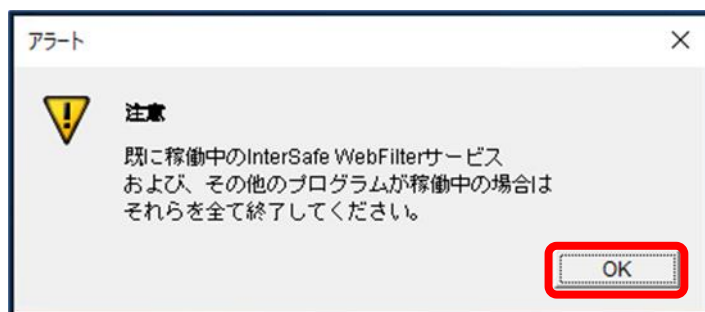 アラート
注意
既に稼働中のInterSafe WebFilterサービス
および、その他のプログラムが稼働中の場合は
それらを全て終了してください。
OK